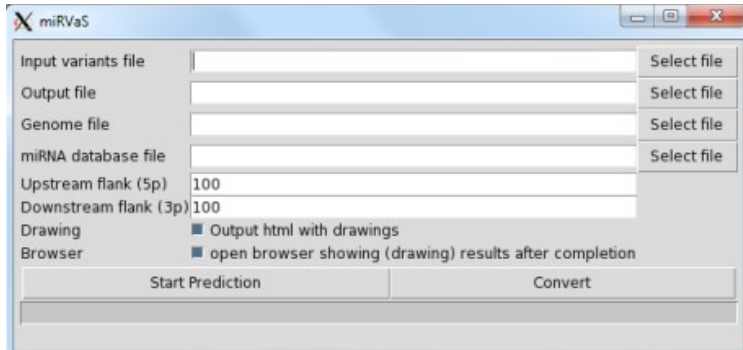 miRVaS
Input variants file Select file
Output file Select file
Genome file Select file
miRNA database file Select file
Upstream flank (5p) 100
Downstream flank (3p) 100
Drawing Output html with drawings
Browser open browser showing (drawing) results after completion
Start Prediction Convert